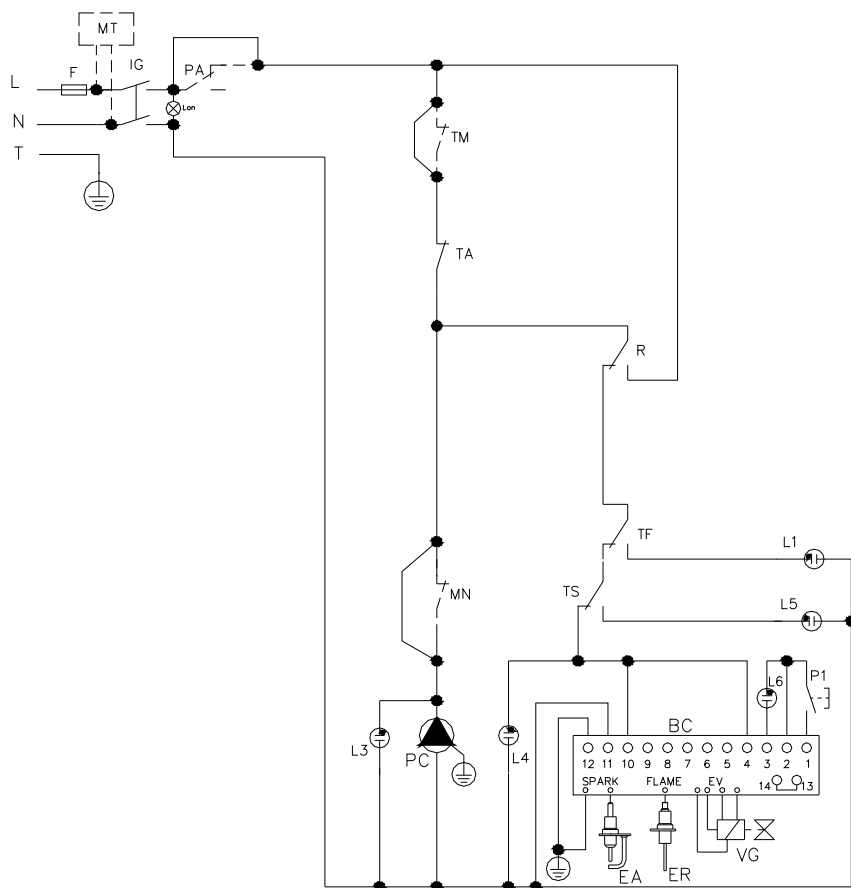 MT
F
IG
PA
L
Lon
N
TM
T
TA
R
TF
L1
MN
TS
L5
P1
L6
BC
L3
PC
L4
12 11 10 9 8 7 6 5 4 3 2 1
SPARK FLAME EV 14 13
VG
EA ER